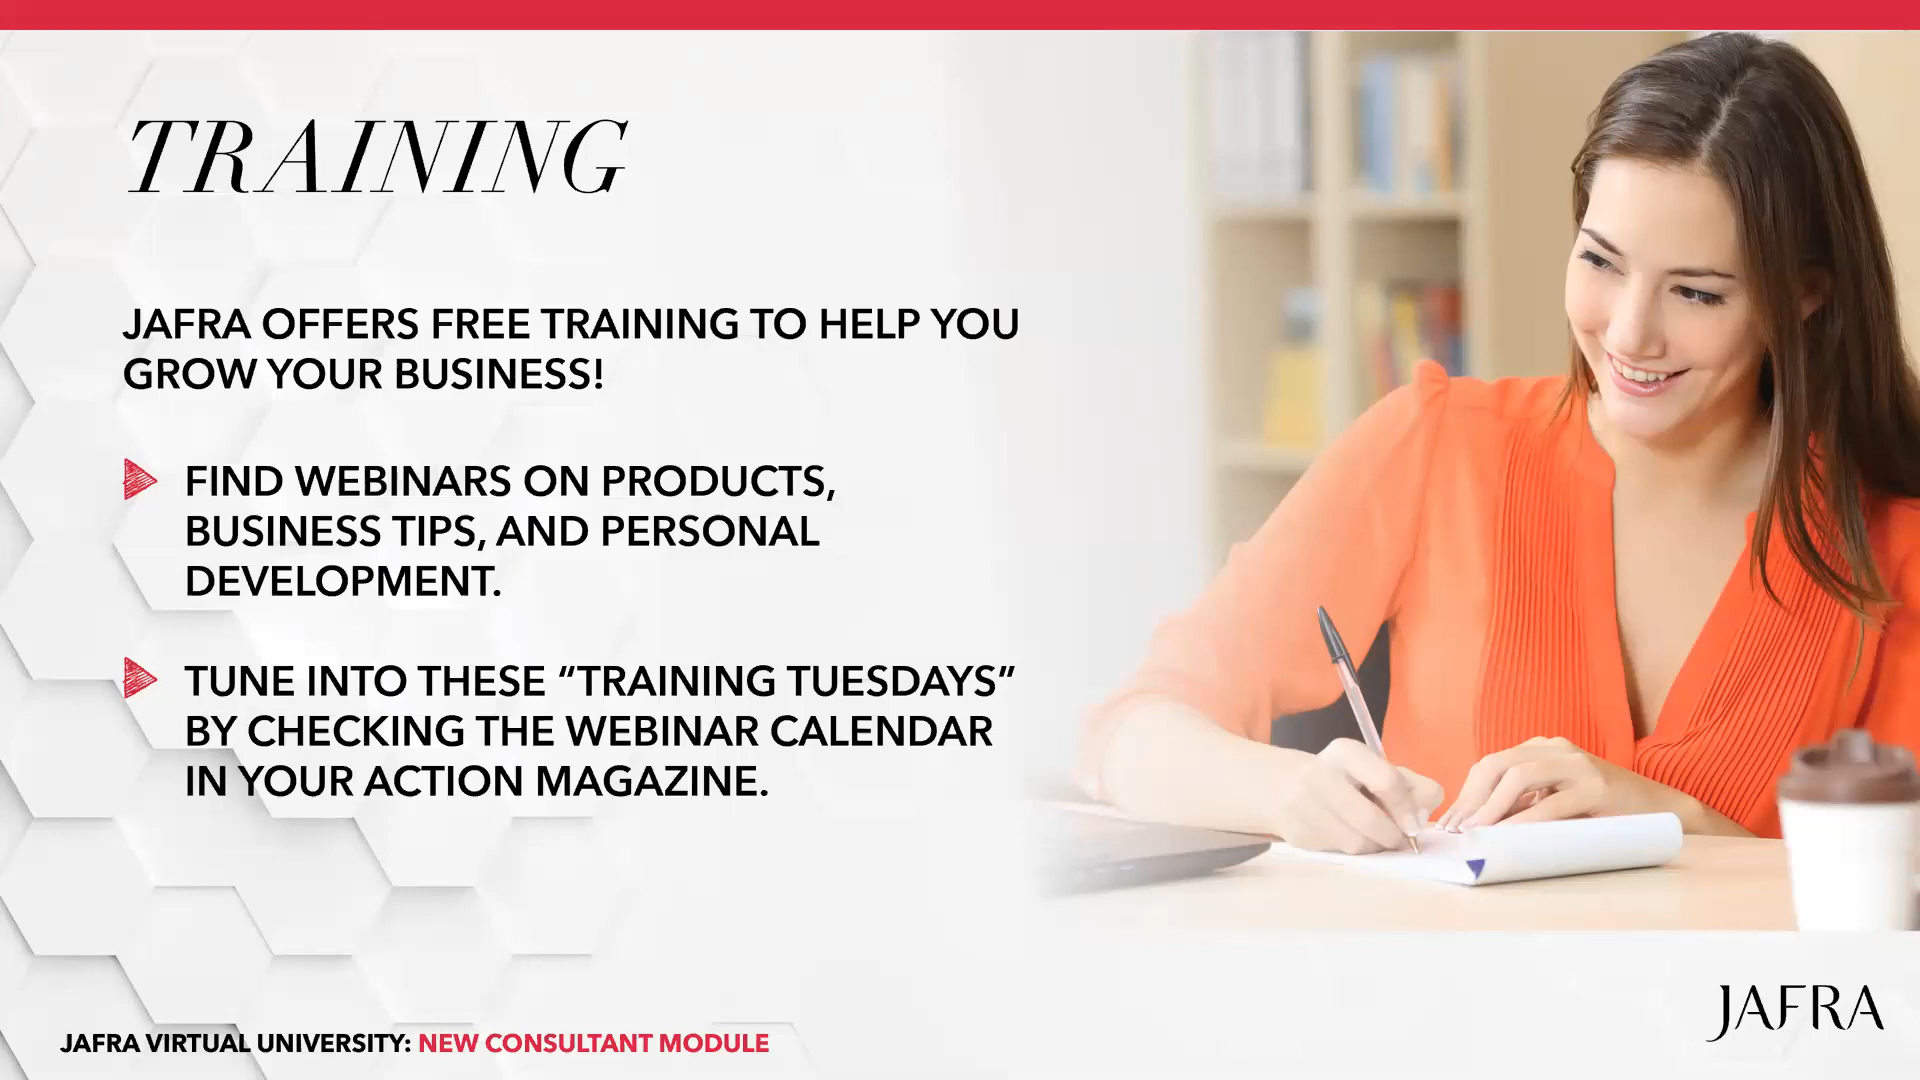 TRAINING
JAFRA OFFERS FREE TRAINING TO HELP YOU
GROW YOUR BUSINESS!
FIND WEBINARS ON PRODUCTS,
BUSINESS TIPS, AND PERSONAL
DEVELOPMENT.
TUNE INTO THESE “TRAINING TUESDAYS”
BY CHECKING THE WEBINAR CALENDAR
IN YOUR ACTION MAGAZINE.
JAFRA
JAFRA VIRTUAL UNIVERSITY: NEW CONSULTANT MODULE